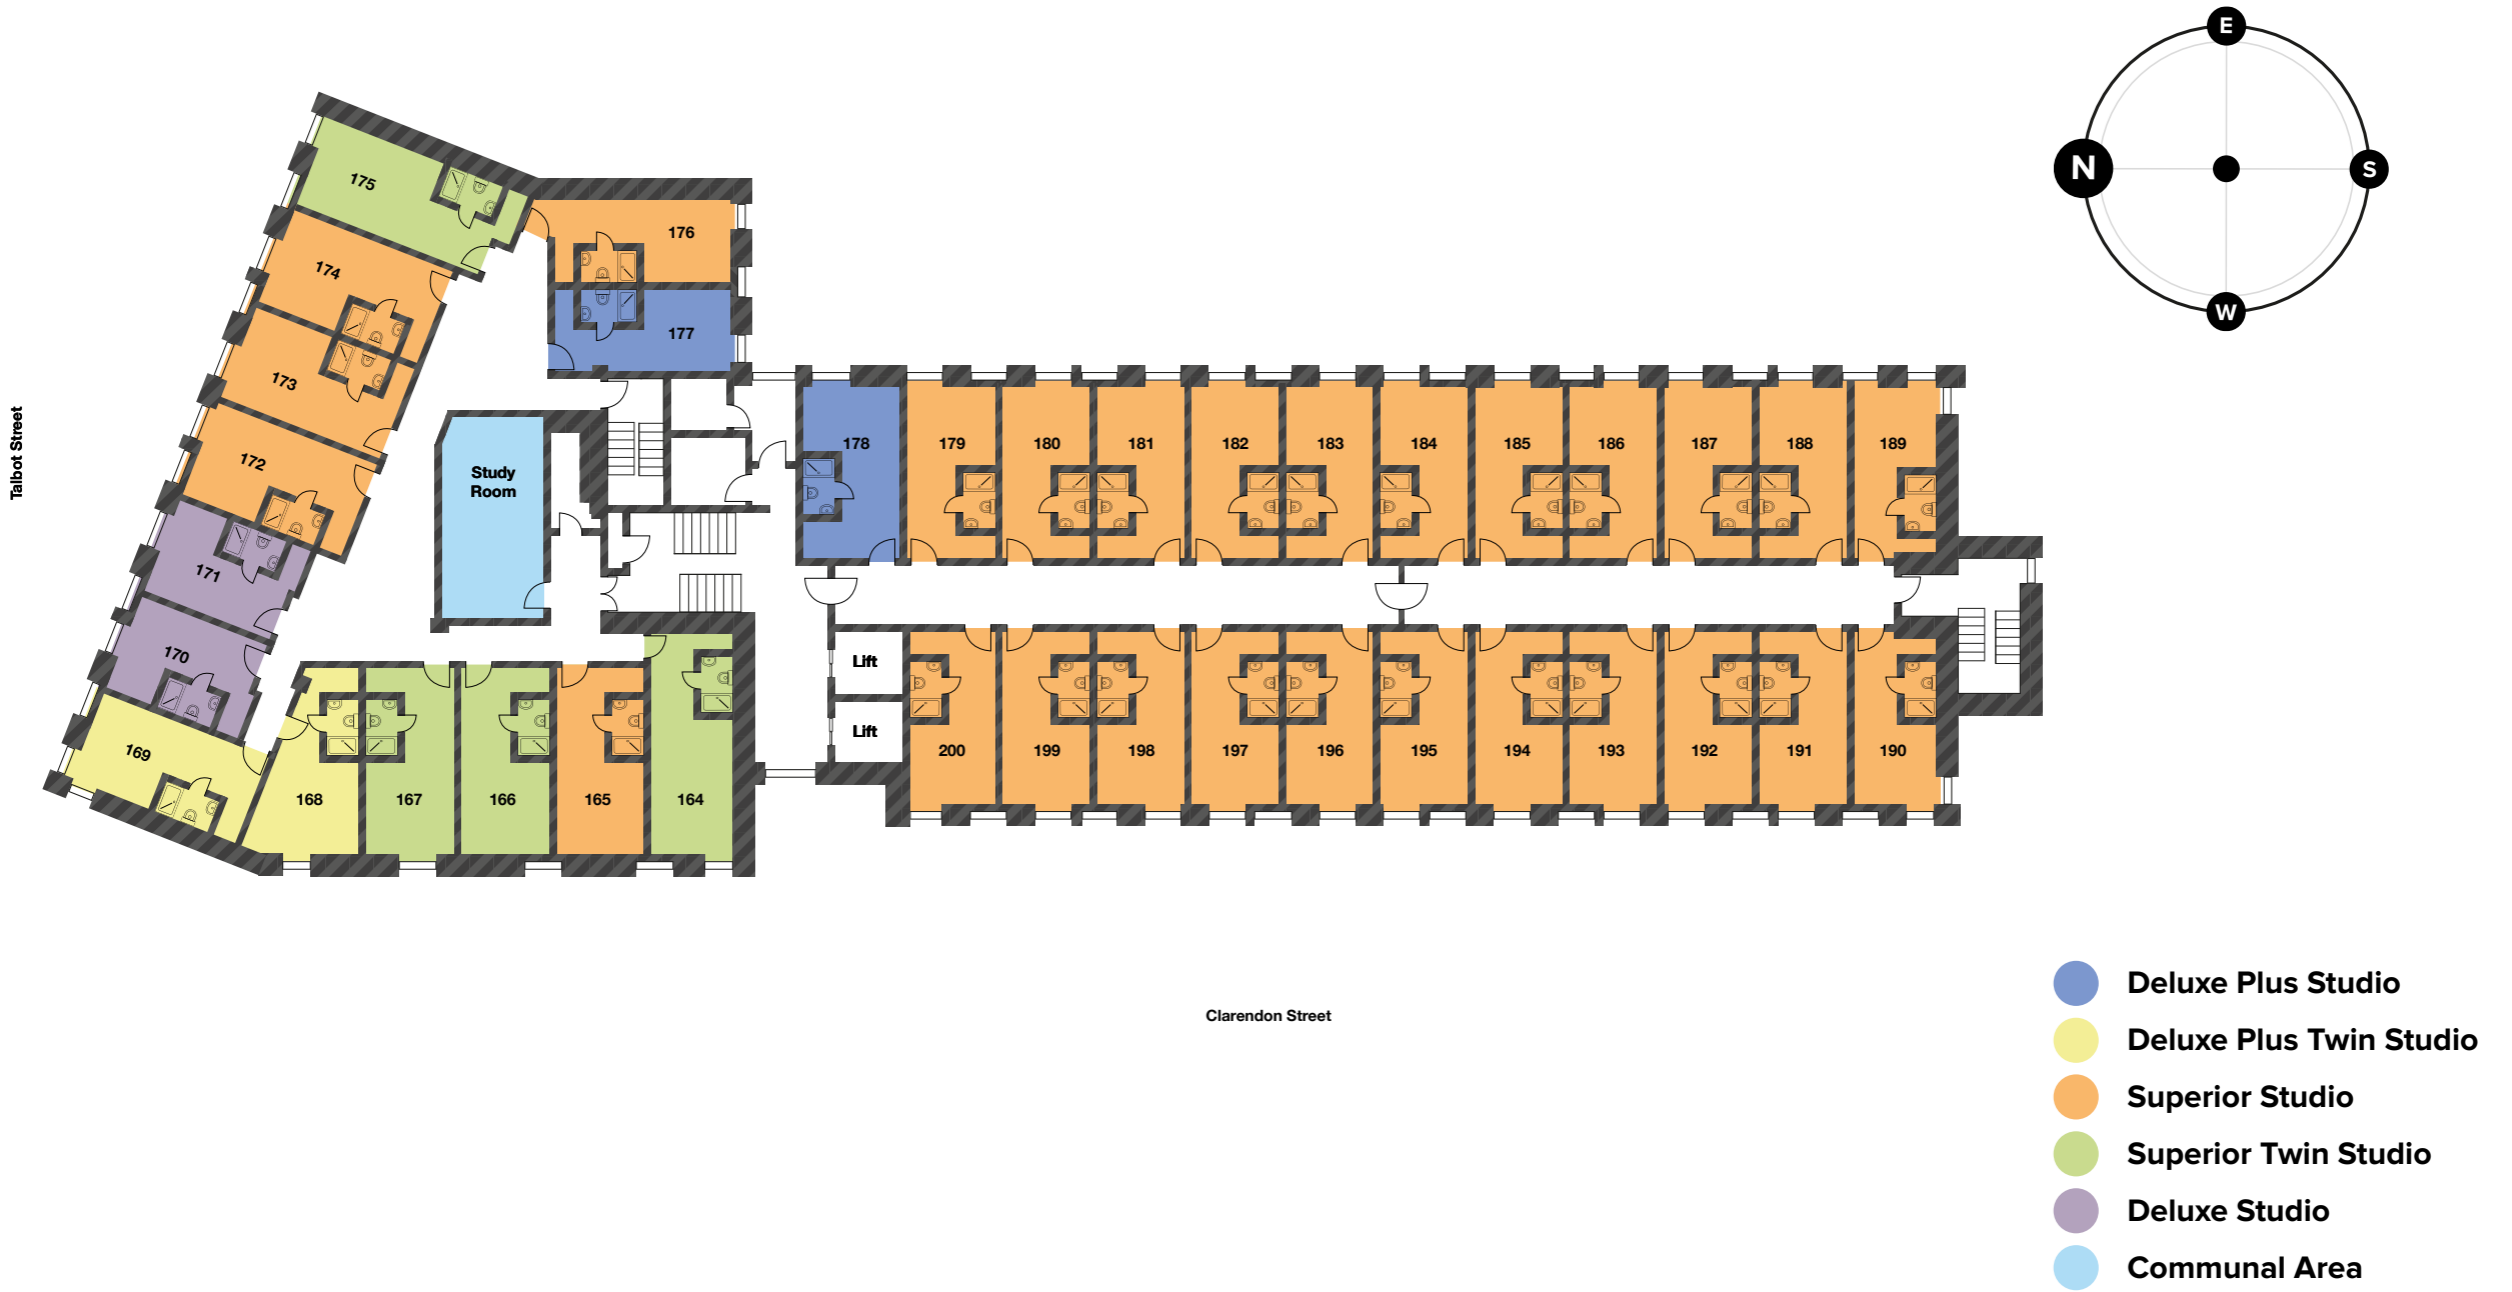 E
N
S
W
Talbot Street
175
174
173
172
171
170
169
176
177
Study
Room
178
179
180
181
182
183
184
185
186
187
188
189
Lift
Lift
168
167
166
165
164
200
199
198
197
196
195
194
193
192
191
190
Clarendon Street
Deluxe Plus Studio
Deluxe Plus Twin Studio
Superior Studio
Superior Twin Studio
Deluxe Studio
Communal Area